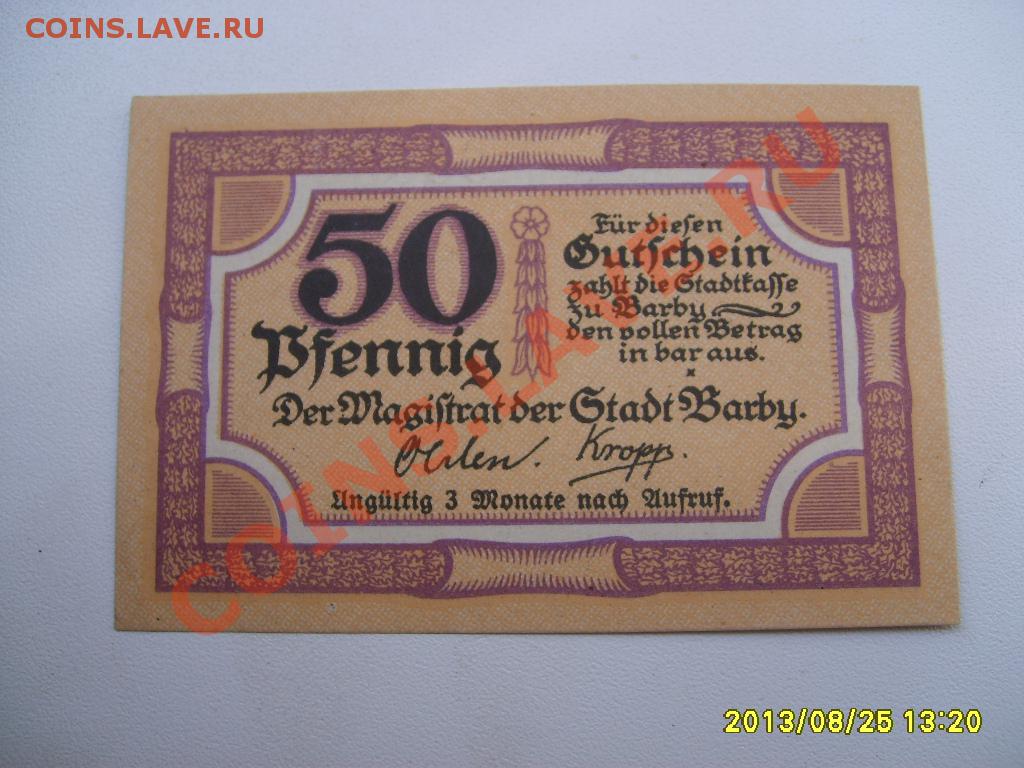 COINS.LAVE.RU
50
Pfennig
Für diesen
Gutschein
zahlt die Stadtkasse
zu Barby
den vollen Betrag
in bar aus.
Der Magistrat der Stadt Barby.
Kropp.
Ungültig 3 Monate nach Aufruf.
COINS.LAVE.RU
2013/08/25 13:20